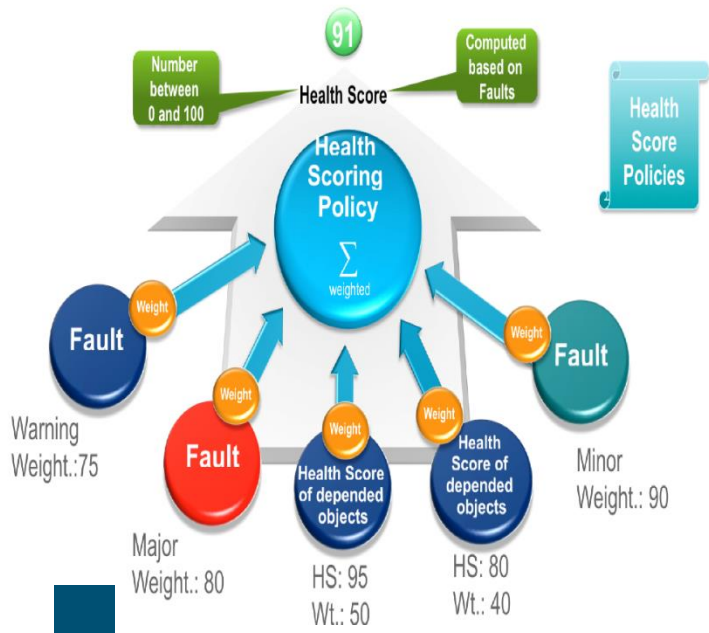 91
Number
between
0 and 100
Health Score
Computed
based on
Faults
Health
Score
Policies
Health
Scoring
Policy
Σ
weighted
Weight
Fault
Warning
Weight.:75
Weight
Fault
Major
Weight.: 80
Weight
Health Score
of depended
objects
HS: 95
Wt.: 50
Weight
Health
Score of
depended
objects
HS: 80
Wt.: 40
Weight
Fault
Minor
Weight.: 90